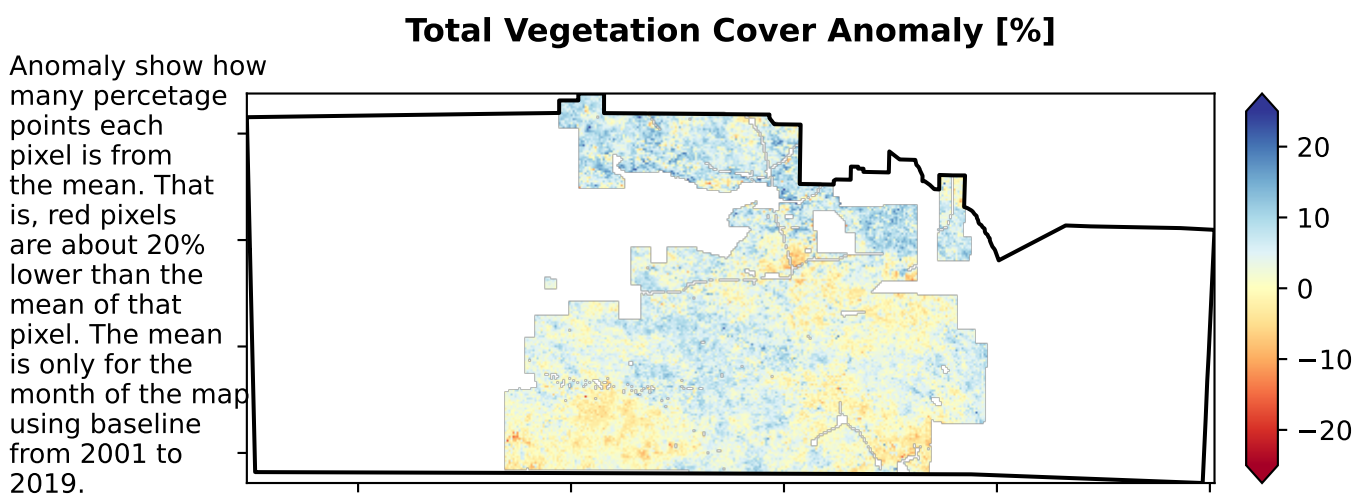 Total Vegetation Cover Anomaly [%]
Anomaly show how
many percetage
points each
pixel is from
the mean. That
is, red pixels
are about 20%
lower than the
mean of that
pixel. The mean
is only for the
month of the map
using baseline
from 2001 to
2019.
20
10
0
−10
−20